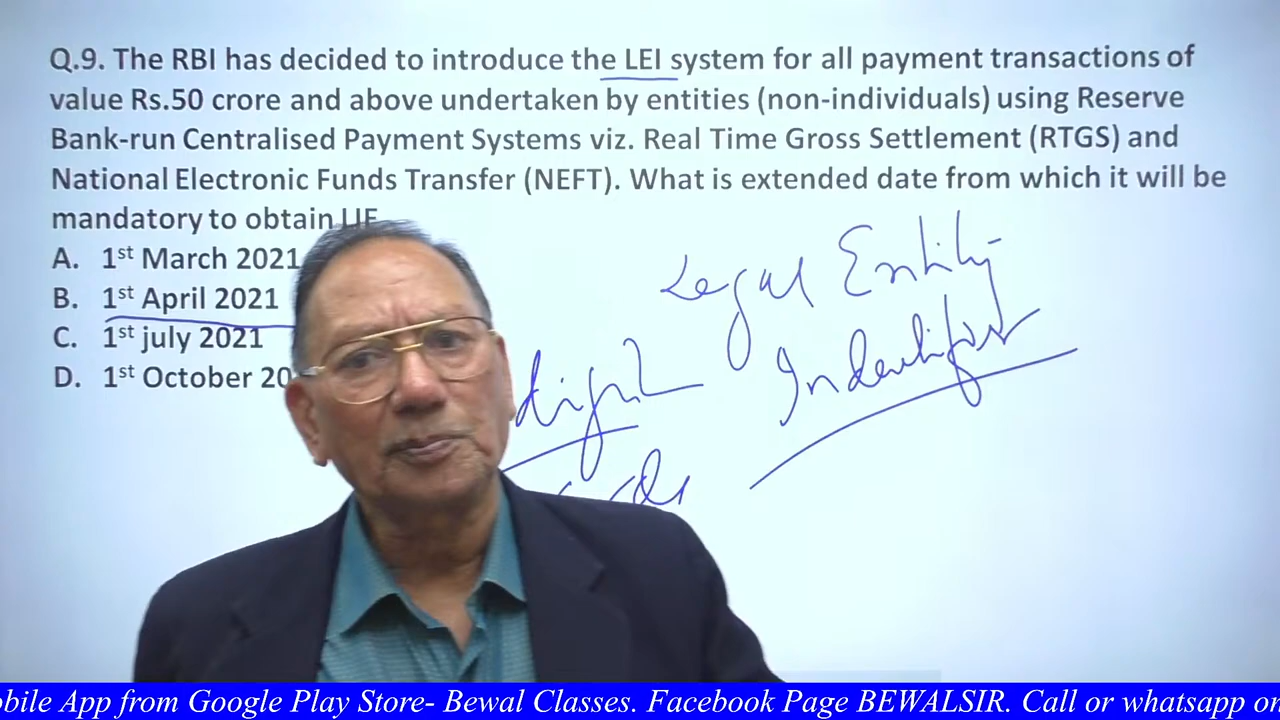 Q.9. The RBI has decided to introduce the LEI system for all payment transactions of
value Rs.50 crore and above undertaken by entities (non-individuals) using Reserve
Bank-run Centralised Payment Systems viz. Real Time Gross Settlement (RTGS) and
National Electronic Funds Transfer (NEFT). What is extended date from which it will be
mandatory to obtain
A. 1st March 2021
B. 1st April 2021
C. 1st july 2021
D. 1st October 20
Legal Entity
digit
obile App from Google Play Store- Bewal Classes. Facebook Page BEWALSIR. Call or whatsapp on